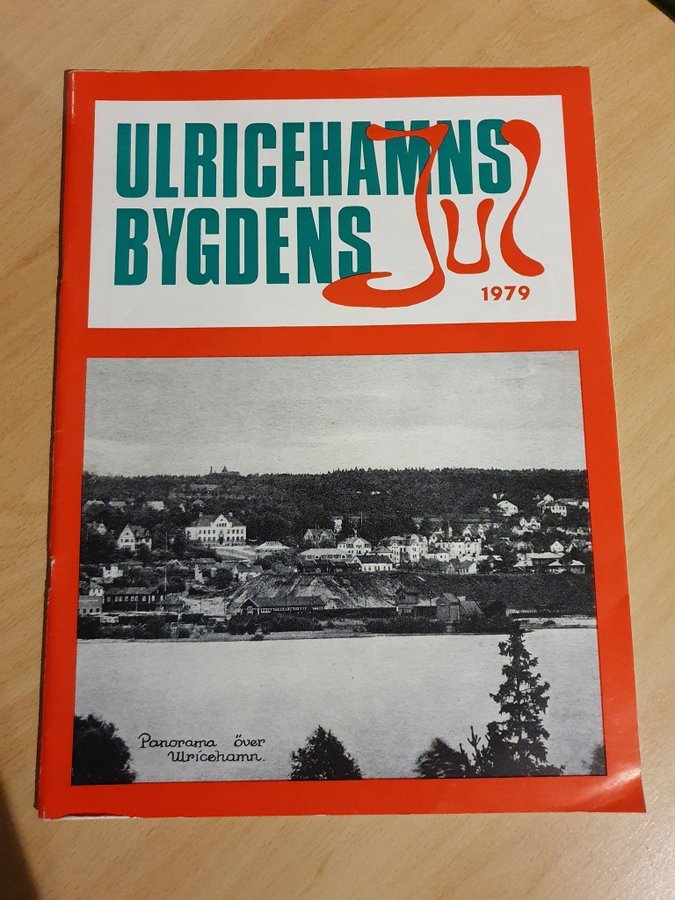 ULRICEHAMNS
BYGDENS Jul
1979
Panorama över
Ulricehamn.